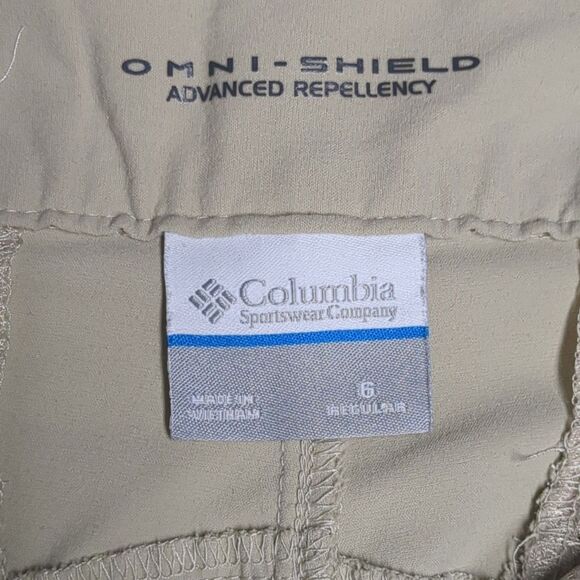 OMNI-SHIELD
ADVANCED REPELLENCY
Columbia
Sportswear Company
MADE IN
VIETNAM
6
REGULAR